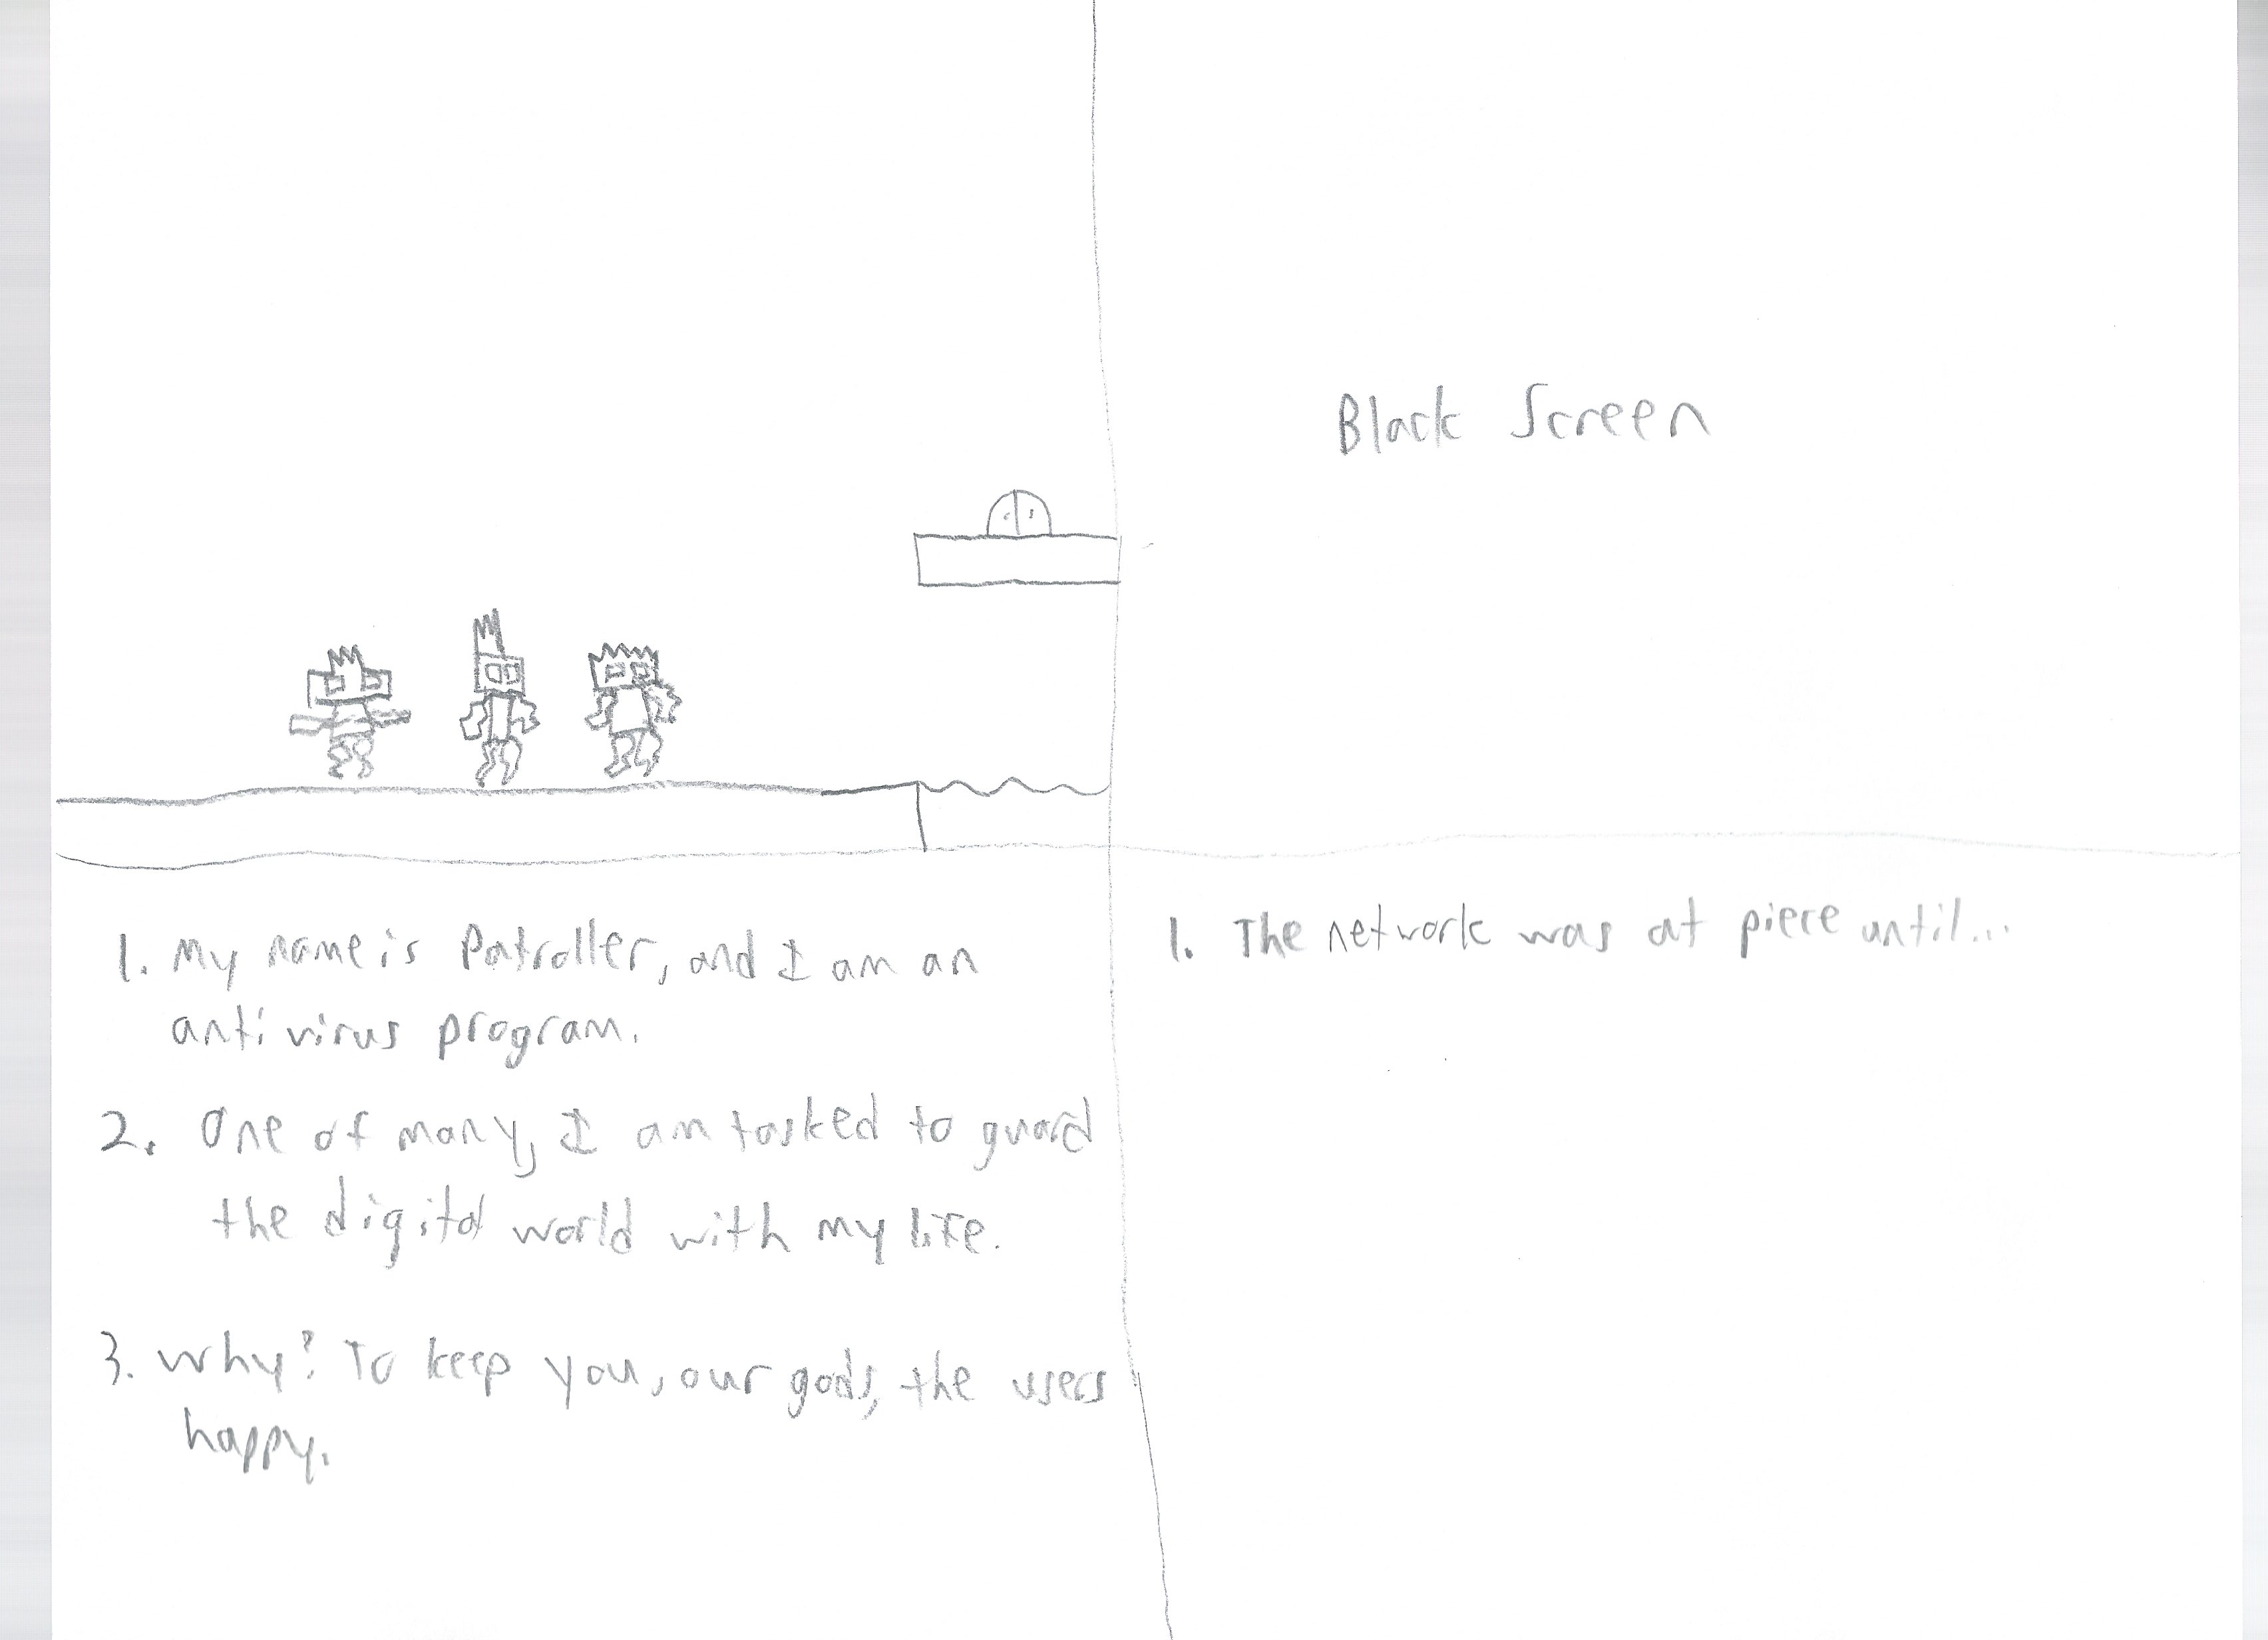 Black Screen
1. My name is Patroller, and I am an
antivirus program.
2. One of many, I am tasked to guard
the digital world with my life.
3. Why? To keep you, our gods, the users
happy.
1. The network was at piece until...